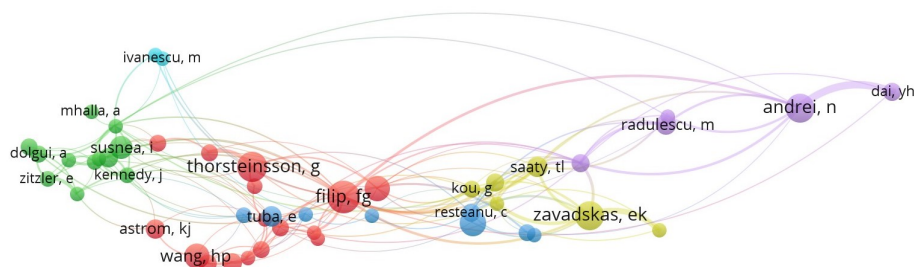 ivanescu, m
dai, yh
mhalla, a
andrei, n
radulescu, m
dolgui, a
susnea, i
thorsteinsson, g
saaty, tl
zitzler, e
kennedy, j
kou, g
filip, fg
resteanu, c
zavadskas, ek
tuba, e
astrom, kj
wang, hp